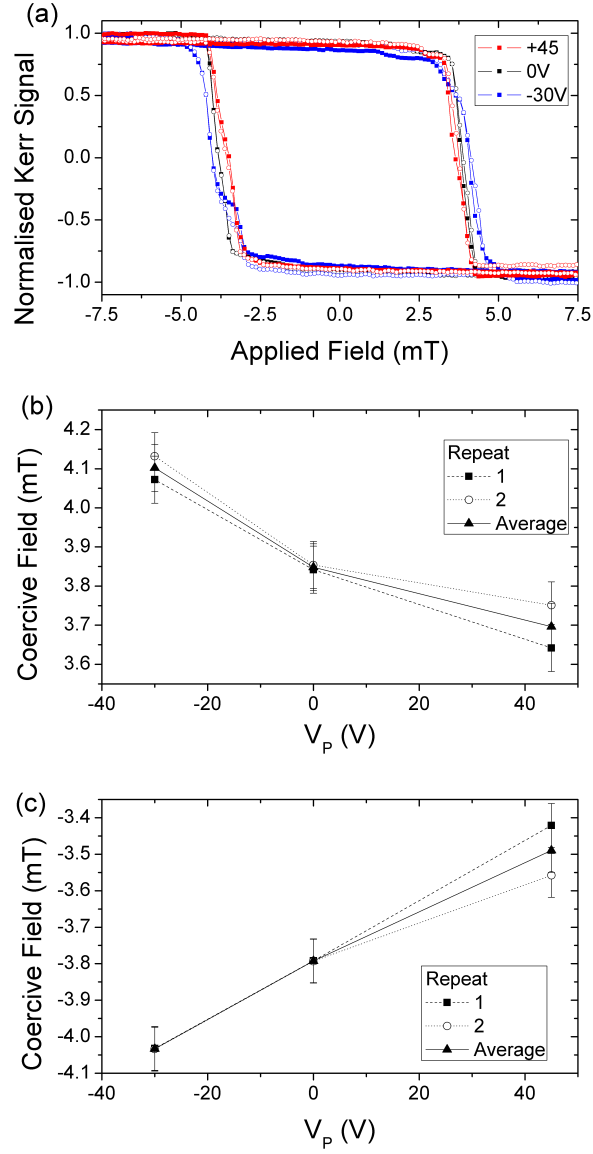 (a)
1.0
0.5
0.0
-0.5
-1.0
Normalised Kerr Signal
+45
0V
-30V
-7.5 -5.0 -2.5 0.0 2.5 5.0 7.5
Applied Field (mT)
(b)
4.2
4.1
4.0
3.9
3.8
3.7
3.6
Coercive Field (mT)
Repeat
1
2
Average
-40 -20 0 20 40
V_P (V)
(c)
-3.4
-3.5
-3.6
-3.7
-3.8
-3.9
-4.0
-4.1
Coercive Field (mT)
Repeat
1
2
Average
-40 -20 0 20 40
V_P (V)